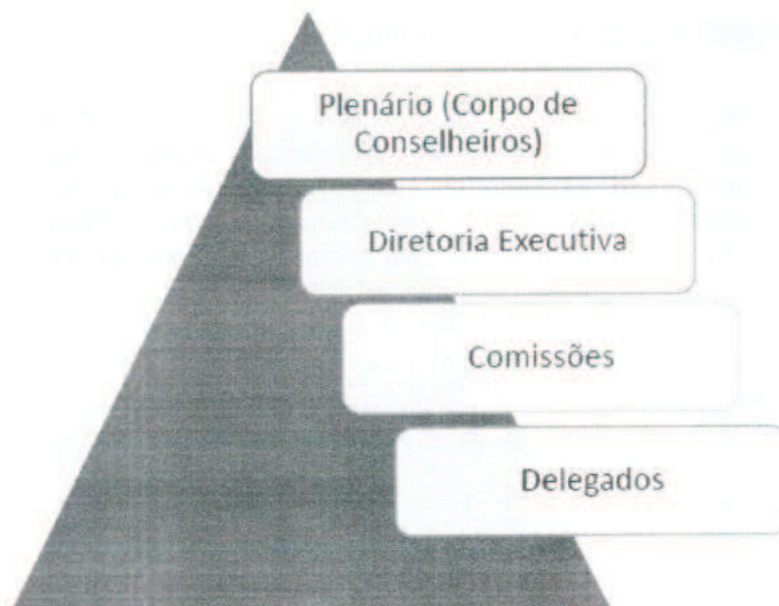 Plenário (Corpo de
Conselheiros)
Diretoria Executiva
Comissões
Delegados